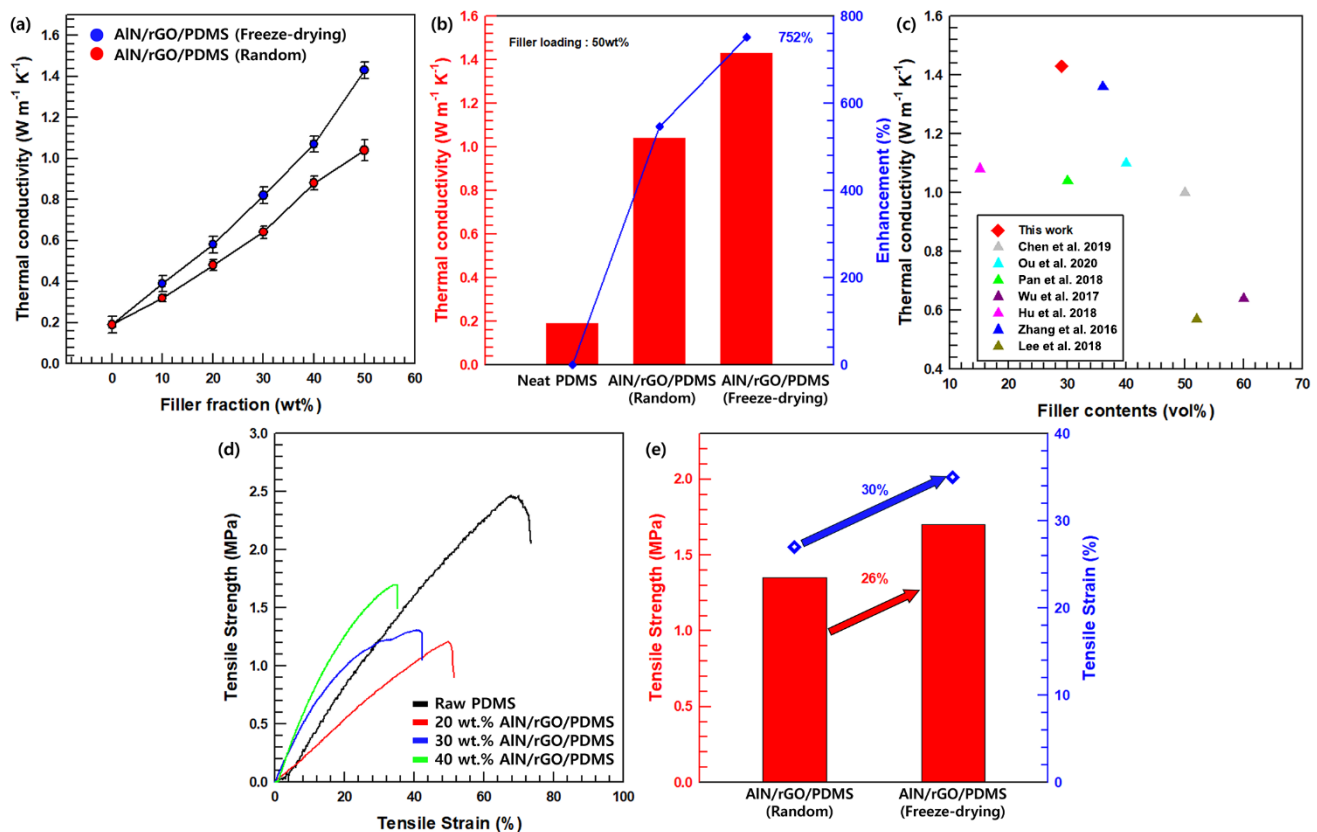 (a)
AlN/rGO/PDMS (Freeze-drying)
AlN/rGO/PDMS (Random)
Thermal conductivity (W m⁻¹ K⁻¹)
1.6
1.4
1.2
1.0
0.8
0.6
0.4
0.2
0.0
0 10 20 30 40 50 60
Filler fraction (wt%)
(b)
Filler loading : 50wt%
752%
Thermal conductivity (W m⁻¹ K⁻¹)
1.6
1.4
1.2
1.0
0.8
0.6
0.4
0.2
0.0
800
600
400
200
0
Enhancement (%)
Neat PDMS AlN/rGO/PDMS AlN/rGO/PDMS
(Random) (Freeze-drying)
(c)
Thermal conductivity (W m⁻¹ K⁻¹)
1.6
1.4
1.2
1.0
0.8
0.6
0.4
This work
Chen et al. 2019
Ou et al. 2020
Pan et al. 2018
Wu et al. 2017
Hu et al. 2018
Zhang et al. 2016
Lee et al. 2018
10 20 30 40 50 60 70
Filler contents (vol%)
(d)
Tensile Strength (MPa)
3.0
2.5
2.0
1.5
1.0
0.5
0.0
Raw PDMS
20 wt.% AlN/rGO/PDMS
30 wt.% AlN/rGO/PDMS
40 wt.% AlN/rGO/PDMS
0 20 40 60 80 100
Tensile Strain (%)
(e)
Tensile Strength (MPa)
2.0
1.5
1.0
0.5
0.0
30%
26%
40
30
20
10
0
Tensile Strain (%)
AlN/rGO/PDMS AlN/rGO/PDMS
(Random) (Freeze-drying)